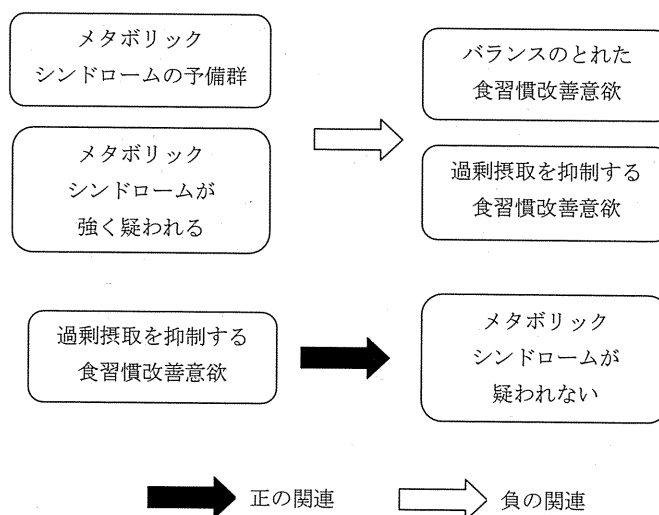 メタボリック
シンドロームの予備群
メタボリック
シンドロームが
強く疑われる
バランスのとれた
食習慣改善意欲
過剰摂取を抑制する
食習慣改善意欲
過剰摂取を抑制する
食習慣改善意欲
メタボリック
シンドロームが
疑われない
正の関連
負の関連